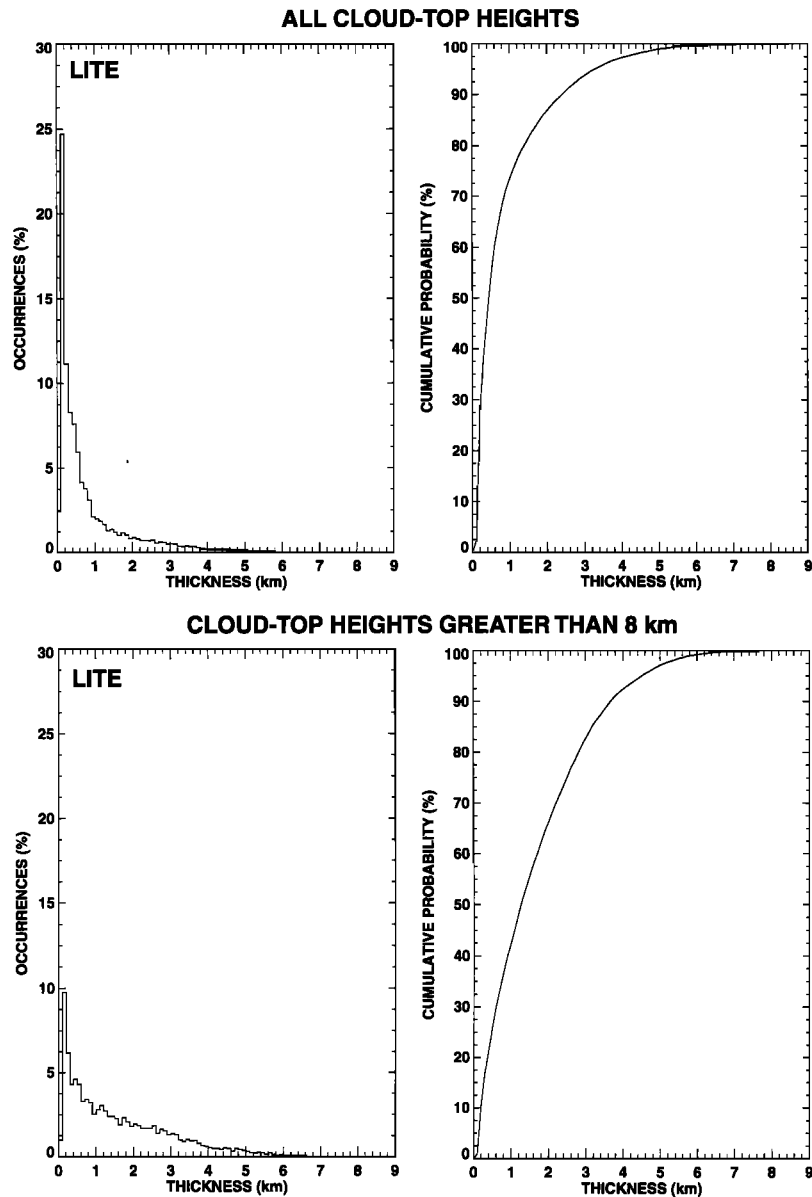 ALL CLOUD-TOP HEIGHTS
LITE
30
25
20
15
10
5
0
OCCURRENCES (%)
0 1 2 3 4 5 6 7 8 9
THICKNESS (km)
100
90
80
70
60
50
40
30
20
10
0
CUMULATIVE PROBABILITY (%)
0 1 2 3 4 5 6 7 8 9
THICKNESS (km)
CLOUD-TOP HEIGHTS GREATER THAN 8 km
LITE
30
25
20
15
10
5
0
OCCURRENCES (%)
0 1 2 3 4 5 6 7 8 9
THICKNESS (km)
100
90
80
70
60
50
40
30
20
10
0
CUMULATIVE PROBABILITY (%)
0 1 2 3 4 5 6 7 8 9
THICKNESS (km)